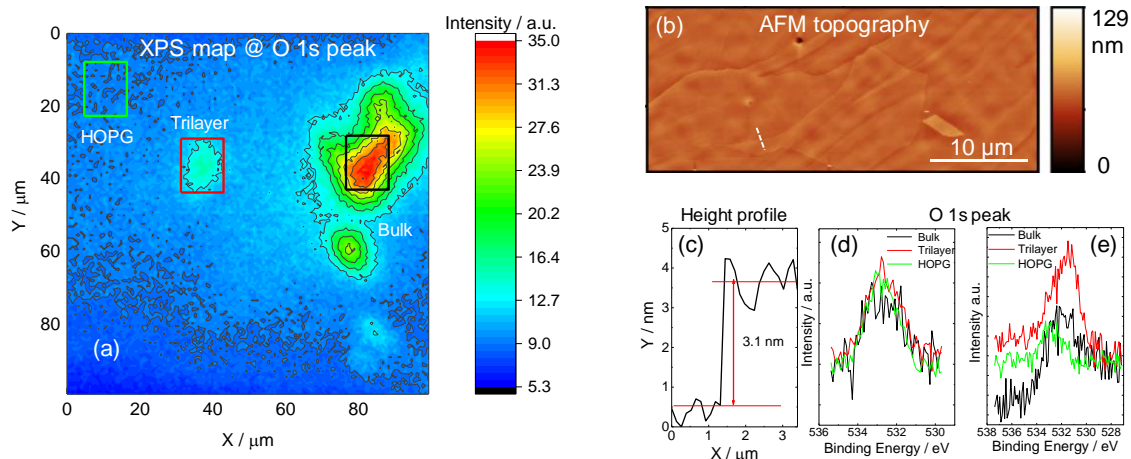 Intensity / a.u.
XPS map @ O 1s peak
HOPG
Trilayer
Bulk
(a)
0
20
40
60
80
Y / μm
0 20 40 60 80
X / μm
35.0
31.3
27.6
23.9
20.2
16.4
12.7
9.0
5.3
(b) AFM topography
10 μm
129
nm
0
Height profile
(c)
3.1 nm
5
4
3
2
1
0
Y / nm
0 1 2 3
X / μm
O 1s peak
(d)
Bulk
Trilayer
HOPG
Intensity / a.u.
536 534 532 530
Binding Energy / eV
Bulk
Trilayer
HOPG
(e)
Intensity / a.u.
538 536 534 532 530 528
Binding Energy / eV